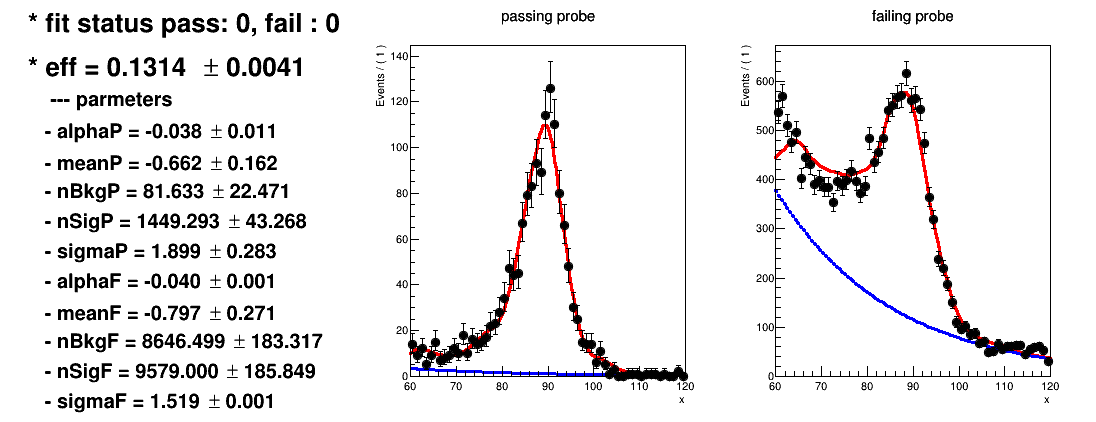 * fit status pass: 0, fail : 0
* eff = 0.1314 ± 0.0041
--- parmeters
- alphaP = -0.038 ± 0.011
- meanP = -0.662 ± 0.162
- nBkgP = 81.633 ± 22.471
- nSigP = 1449.293 ± 43.268
- sigmaP = 1.899 ± 0.283
- alphaF = -0.040 ± 0.001
- meanF = -0.797 ± 0.271
- nBkgF = 8646.499 ± 183.317
- nSigF = 9579.000 ± 185.849
- sigmaF = 1.519 ± 0.001
passing probe
Events / ( 1 )
140
120
100
80
60
40
20
0
60 70 80 90 100 110 120
x
failing probe
Events / ( 1 )
600
500
400
300
200
100
0
60 70 80 90 100 110 120
x